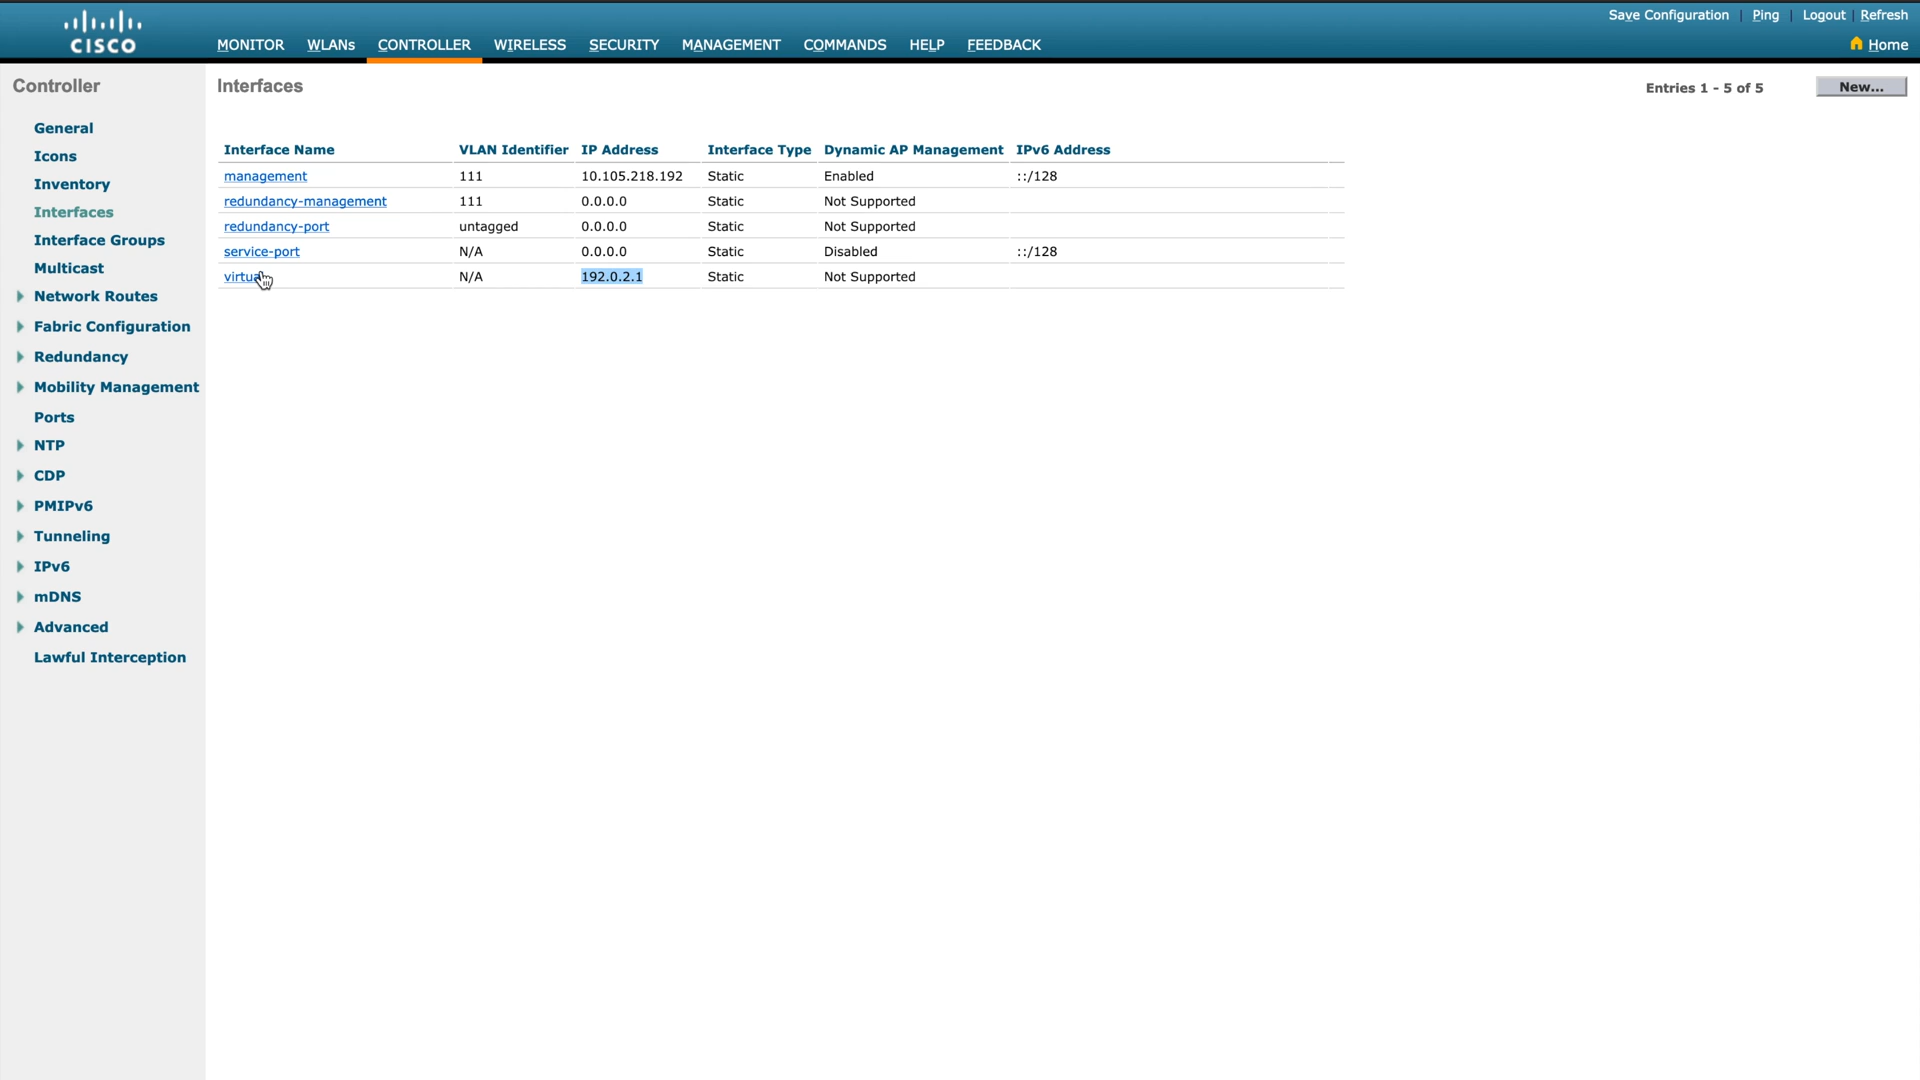 Save Configuration | Ping | Logout | Refresh
CISCO
MONITOR WLANs CONTROLLER WIRELESS SECURITY MANAGEMENT COMMANDS HELP FEEDBACK
Home
Controller
General
Icons
Inventory
Interfaces
Interface Groups
Multicast
Network Routes
Fabric Configuration
Redundancy
Mobility Management
Ports
NTP
CDP
PMIPv6
Tunneling
IPv6
mDNS
Advanced
Lawful Interception
Interfaces
Entries 1 - 5 of 5
New...
Interface Name VLAN Identifier IP Address Interface Type Dynamic AP Management IPv6 Address
management 111 10.105.218.192 Static Enabled ::/128
redundancy-management 111 0.0.0.0 Static Not Supported
redundancy-port untagged 0.0.0.0 Static Not Supported
service-port N/A 0.0.0.0 Static Disabled ::/128
virtual N/A 192.0.2.1 Static Not Supported